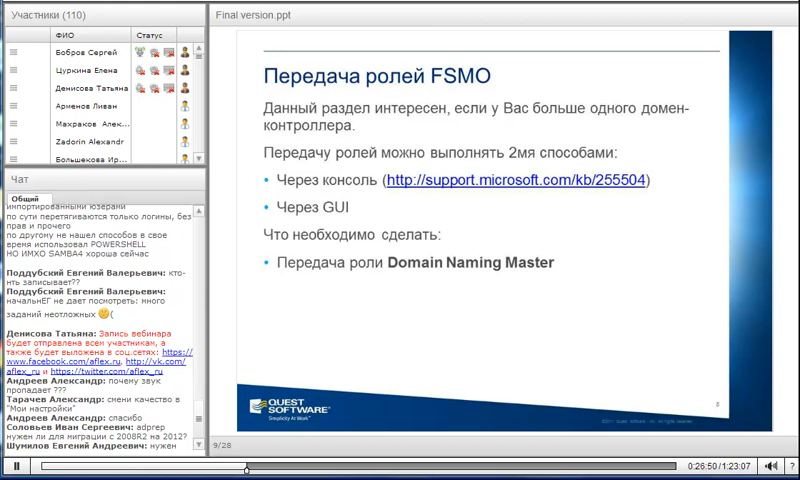 Участники (110)
ФИО
Статус
Бобров Сергей
Цуркина Елена
Денисова Татьяна
Арменов Ливан
Махраков Алек...
Zadorin Alexandr
Большекова Ир...
Чат
Общий
импортированными юзерами
по сути перетягиваются только логины, без
прав и прочего
по другому не нашел способов в свое
время использовал POWERSHELL
НО ИМХО SAMBA4 хороша сейчас
Поддубский Евгений Валерьевич: кто-
нть записывает??
Поддубский Евгений Валерьевич:
начальнЕГ не дает посмотреть: много
заданий неотложных (
Денисова Татьяна: Запись вебинара
будет отправлена всем участникам, а
также будет выложена в соц.сетях: https://
www.facebook.com/aflex.ru, http://vk.com/
aflex_ru и https://twitter.com/aflex_ru
Андреев Александр: почему звук
пропадает ???
Тарачев Александр: смени качество в
"Мои настройки"
Андреев Александр: спасибо
Соловьев Иван Сергеевич: adprep
нужен ли для миграции с 2008R2 на 2012?
Шумилов Евгений Андреевич: нужен
Final version.ppt
Передача ролей FSMO
Данный раздел интересен, если у Вас больше одного домен-
контроллера.
Передачу ролей можно выполнять 2мя способами:
• Через консоль (http://support.microsoft.com/kb/255504)
• Через GUI
Что необходимо сделать:
• Передача роли Domain Naming Master
QUEST
SOFTWARE®
Simplicity At Work™
8
9/28
0:26:50 / 1:23:07
?